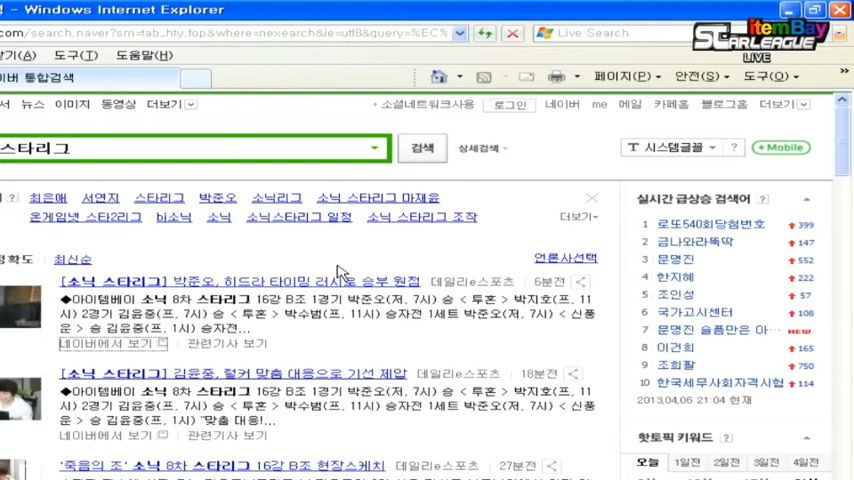 - Windows Internet Explorer
com/search,naver?sm=tab_hty,top&where=nexearch&ie=utf8&query=%EC%
Live Search
itemBay
STARLEAGUE
LIVE
찾기(A) 도구(T) 도움말(H)
이버 통합검색
페이지(P) 안전(S) 도구(O) »
서 뉴스 이미지 동영상 더보기
+ 소셜네트워크사용 로그인 네이버 me 메일 카페홈 블로그홈 더보기
스타리그 검색 상세검색
T 시스템글꼴 ? +Mobile
? 최은애 서연지 스타리그 박준오 소닉리그 소닉 스타리그 마재윤
온게임넷 스타2리그 bj소닉 소닉 소닉스타리그 일정 소닉 스타리그 조작 더보기
정확도 최신순 언론사선택
[소닉 스타리그] 박준오, 히드라 타이밍 러시로 승부 원점 데일리e스포츠 6분전
◆아이템베이 소닉 8차 스타리그 16강 B조 1경기 박준오(저, 7시) 승 < 투혼 > 박지호(프, 11
시) 2경기 김윤중(프, 7시) 승 < 투혼 > 박수범(프, 11시) 승자전 1세트 박준오(저, 7시) < 신풍
운 > 승 김윤중(프, 1시) 승자전...
네이버에서 보기 관련기사 보기
[소닉 스타리그] 김윤중, 럴커 맞춤 대응으로 기선 제압 데일리e스포츠 18분전
◆아이템베이 소닉 8차 스타리그 16강 B조 1경기 박준오(저, 7시) 승 < 투혼 > 박지호(프, 11
시) 2경기 김윤중(프, 7시) 승 < 투혼 > 박수범(프, 11시) 승자전 1세트 박준오(저, 7시) < 신풍
운 > 승 김윤중(프, 1시) "맞춤 대응!...
네이버에서 보기 관련기사 보기
'죽음의 조' 소닉 8차 스타리그 16강 B조 현장스케치 데일리e스포츠 27분전
실시간 급상승 검색어 ?
1 로또540회당첨번호 399
2 금나와라뚝딱 147
3 문명진 552
4 한지혜 222
5 조인성 57
6 국가고시센터 108
7 문명진 슬픔만은 아… NEW
8 이건희 165
9 조희팔 750
10 한국세무사회자격시험 114
2013.04.06 21:04 현재
핫토픽 키워드 ?
오늘 1일전 2일전 3일전 4일전